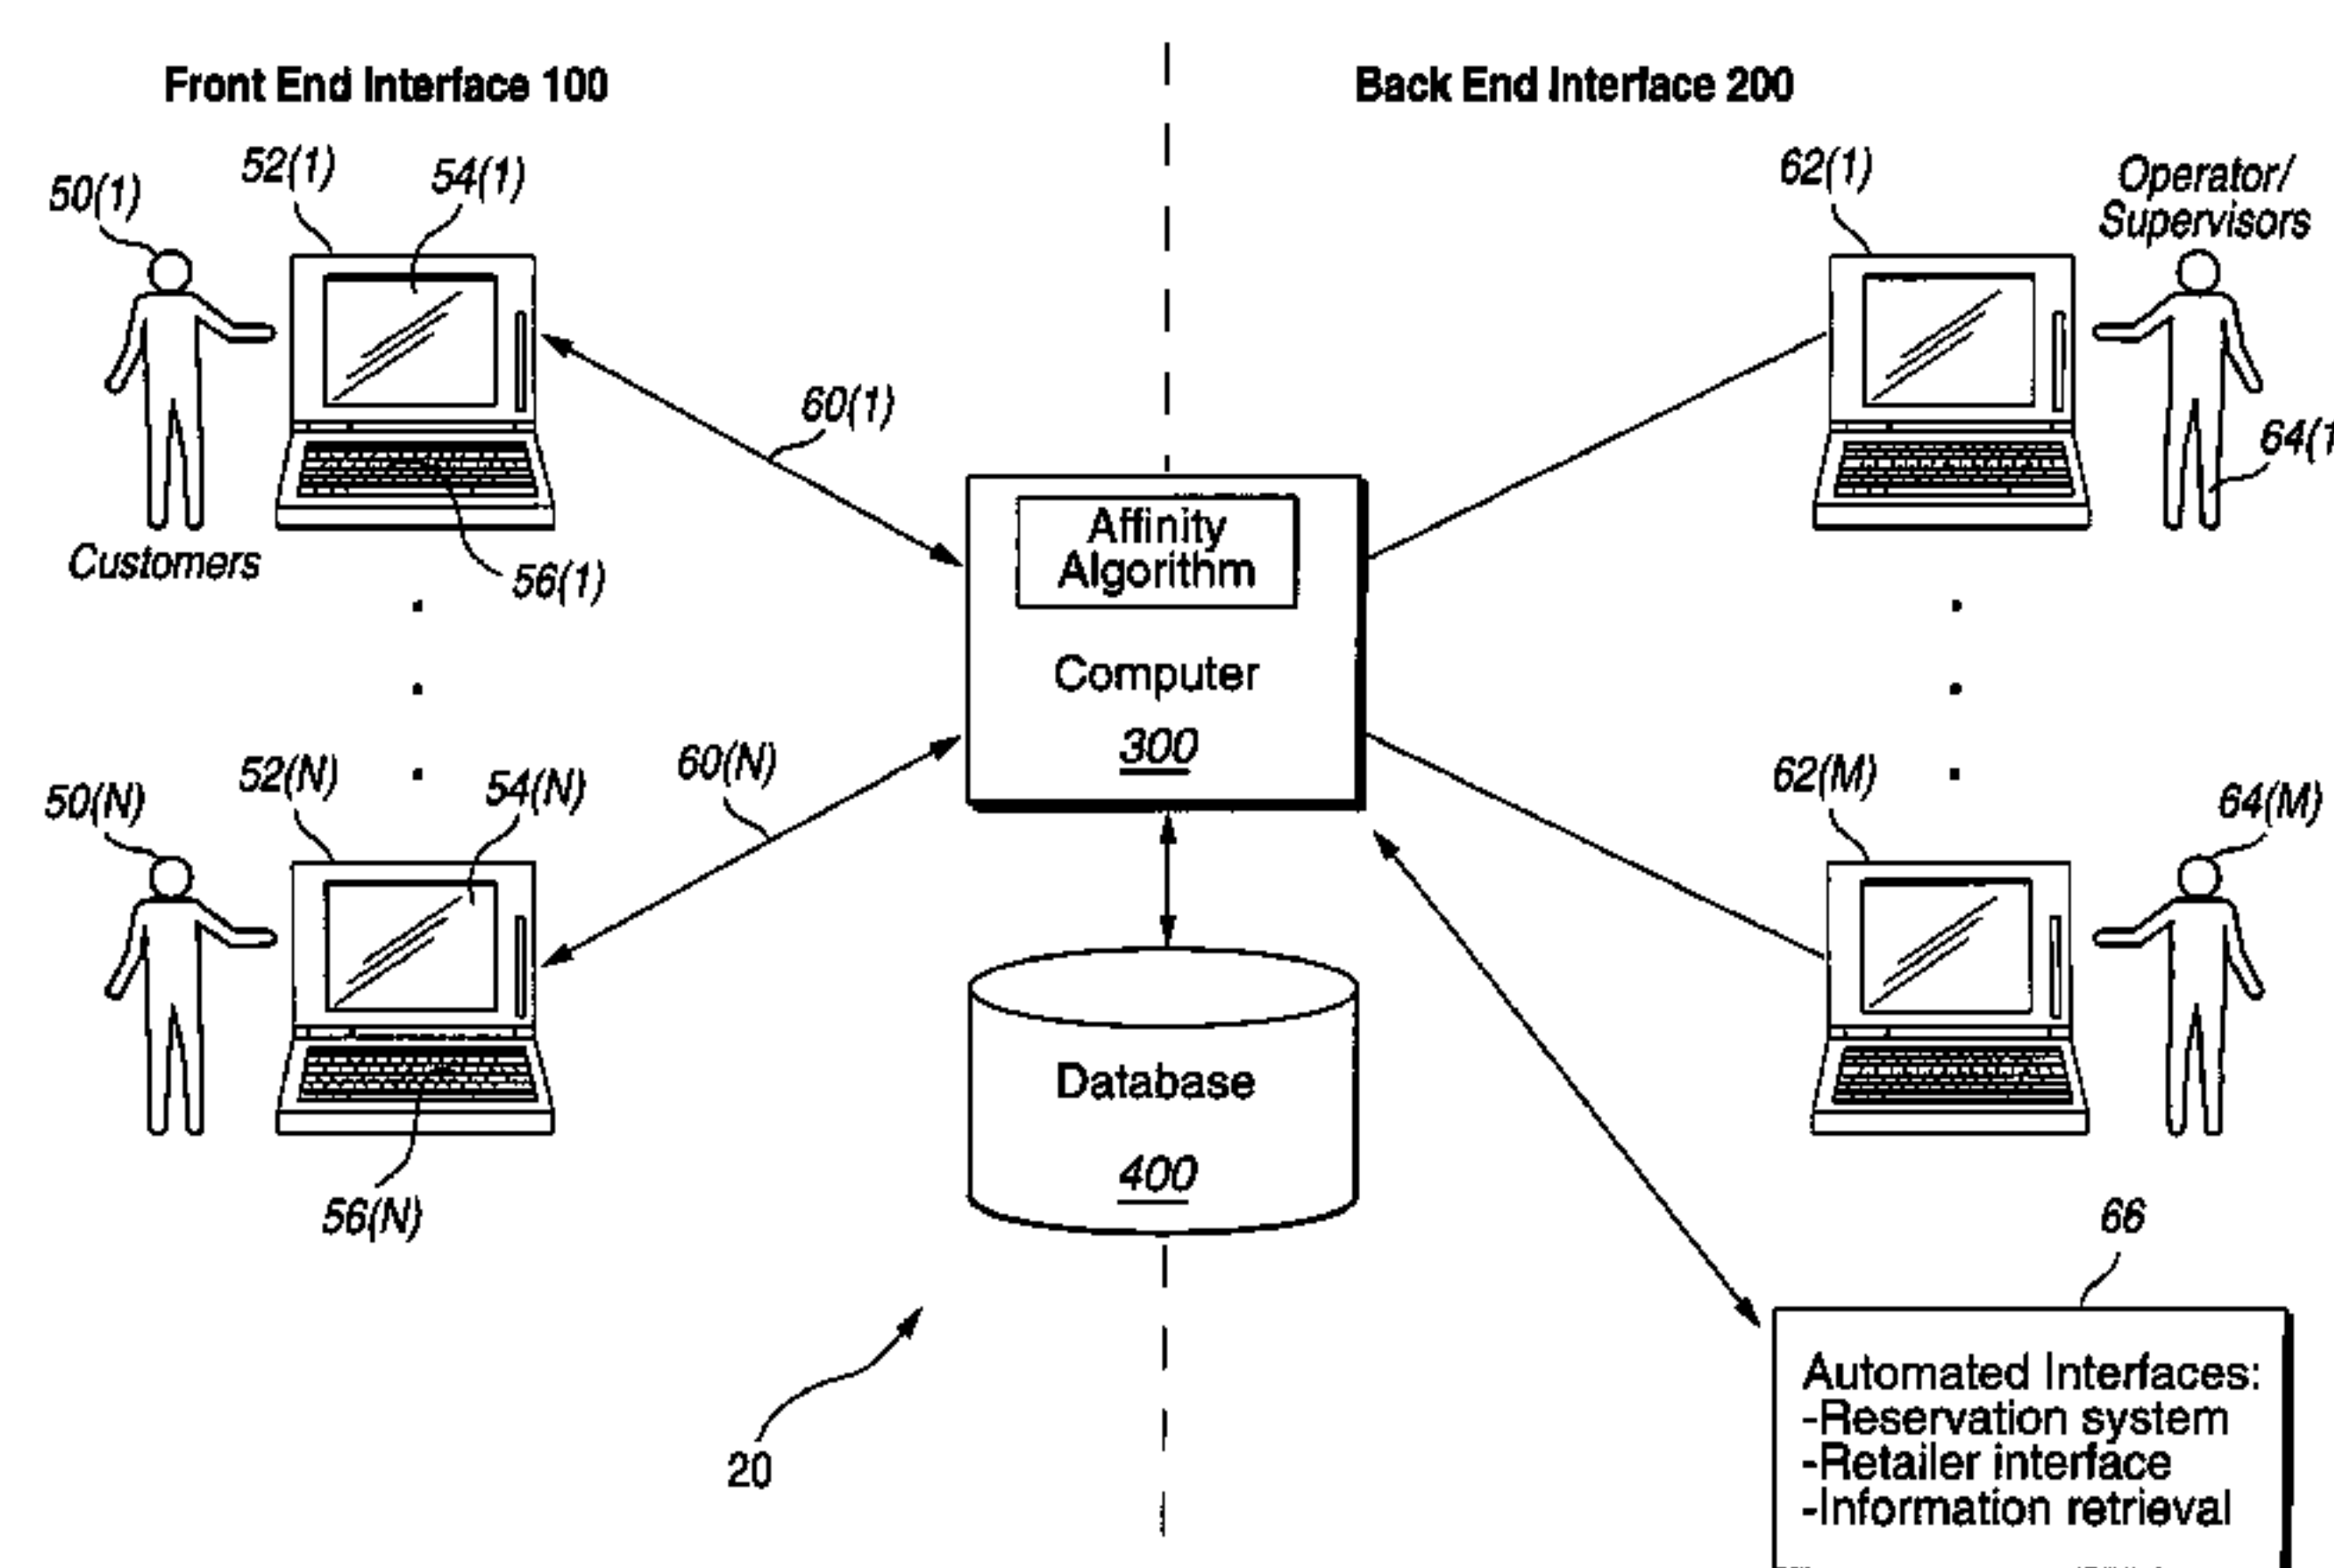 Front End Interface 100
Back End Interface 200
50(1)
52(1)
54(1)
62(1)
Operator/
Supervisors
60(1)
64(1
Customers
56(1)
Affinity
Algorithm
Computer
300
50(N)
52(N)
54(N)
60(N)
62(M)
64(M)
Database
400
56(N)
66
20
Automated Interfaces:
-Reservation system
-Retailer interface
-Information retrieval